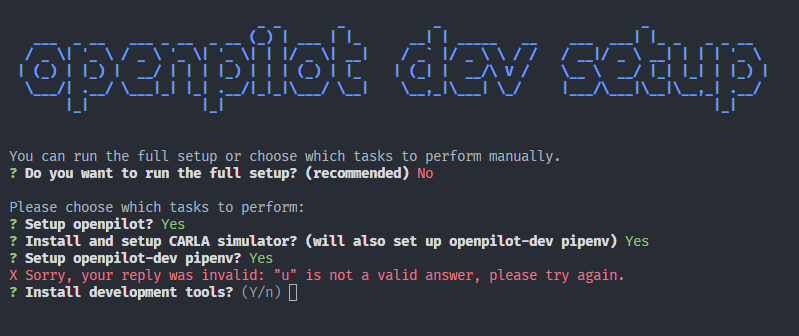 openpilot dev setup
You can run the full setup or choose which tasks to perform manually.
? Do you want to run the full setup? (recommended) No
Please choose which tasks to perform:
? Setup openpilot? Yes
? Install and setup CARLA simulator? (will also set up openpilot-dev pipenv) Yes
? Setup openpilot-dev pipenv? Yes
X Sorry, your reply was invalid: "u" is not a valid answer, please try again.
? Install development tools? (Y/n)